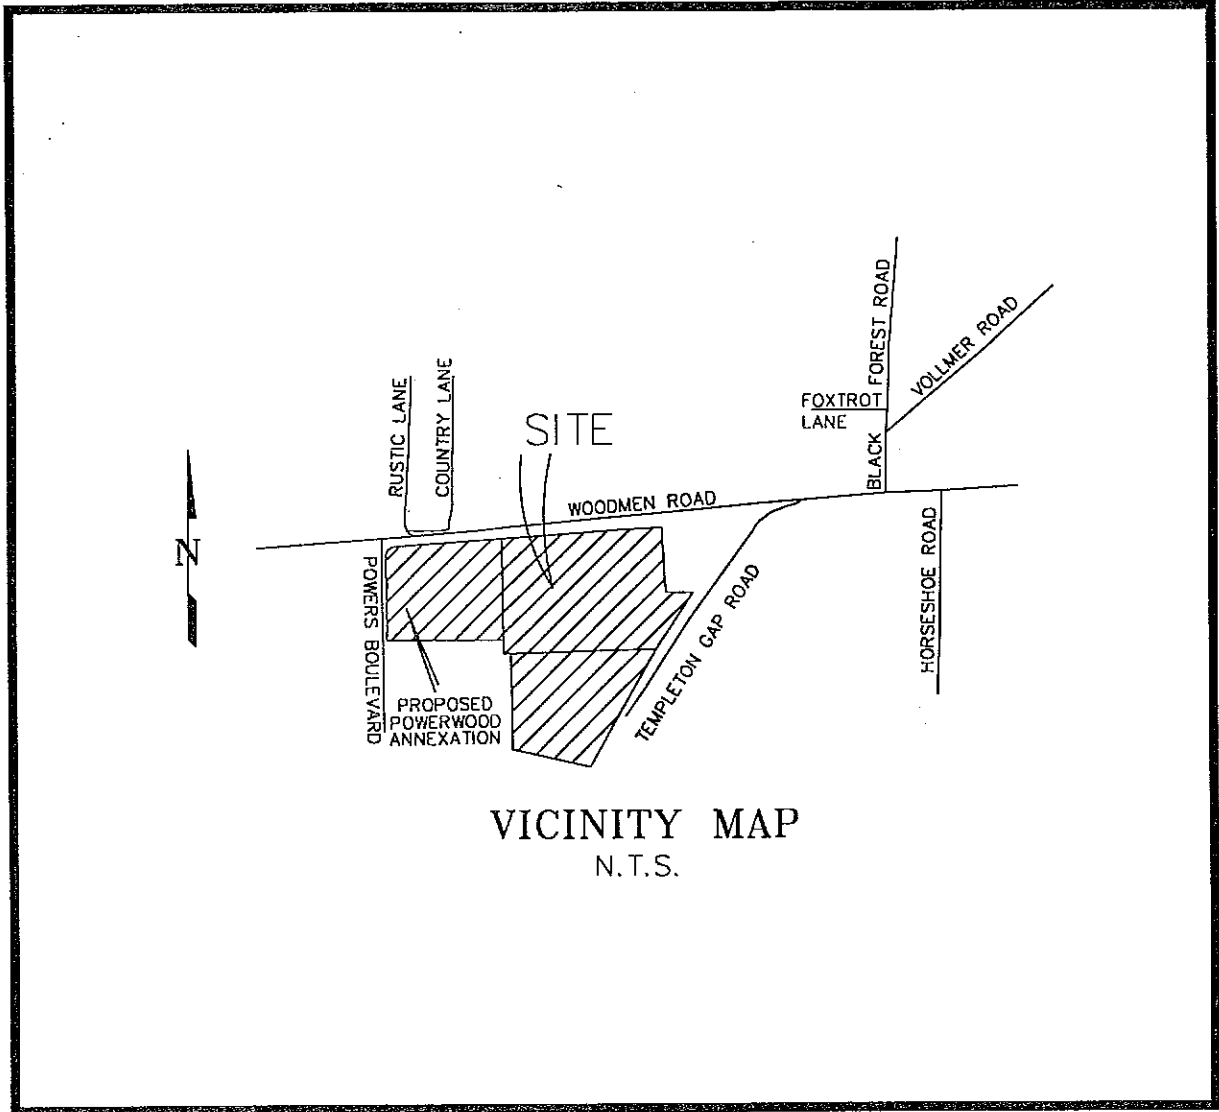 BLACK FOREST ROAD
VOLLMER ROAD
FOXTROT
LANE
RUSTIC LANE
COUNTRY LANE
SITE
WOODMEN ROAD
N
POWERS BOULEVARD
TEMPLETON GAP ROAD
HORSESHOE ROAD
PROPOSED
POWERWOOD
ANNEXATION
VICINITY MAP
N.T.S.